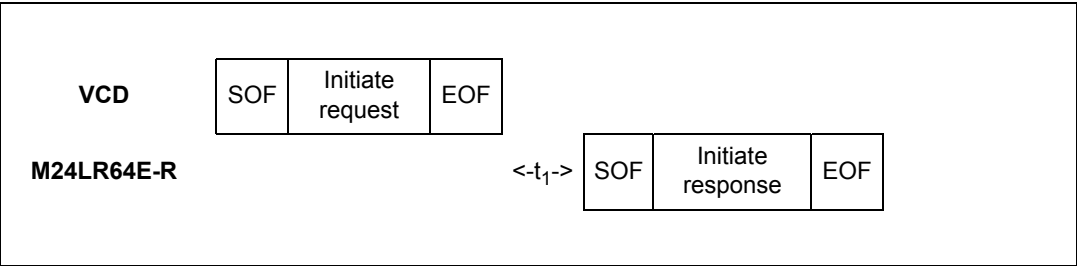 VCD SOF Initiate request EOF
M24LR64E-R <-t₁-> SOF Initiate response EOF